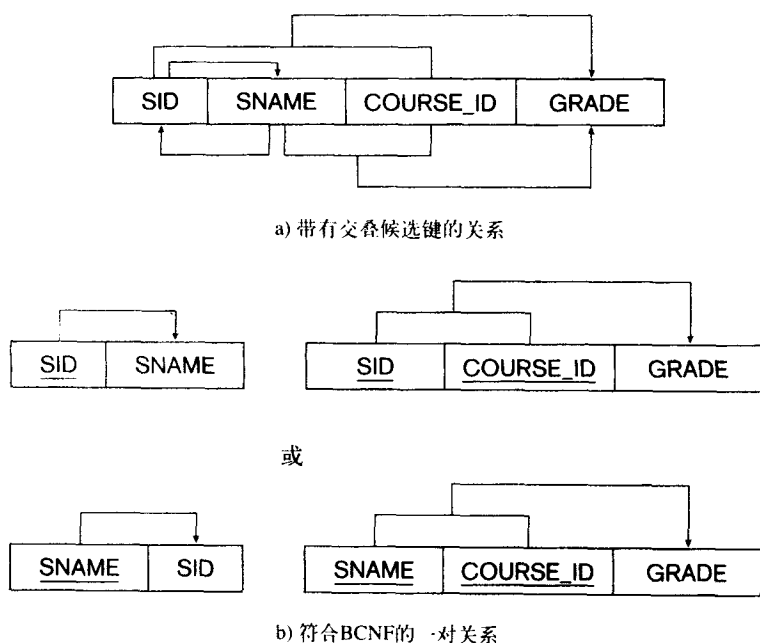 SID SNAME COURSE_ID GRADE
a) 带有交叠候选键的关系
SID SNAME SID COURSE_ID GRADE
或
SNAME SID SNAME COURSE_ID GRADE
b) 符合BCNF的一对关系